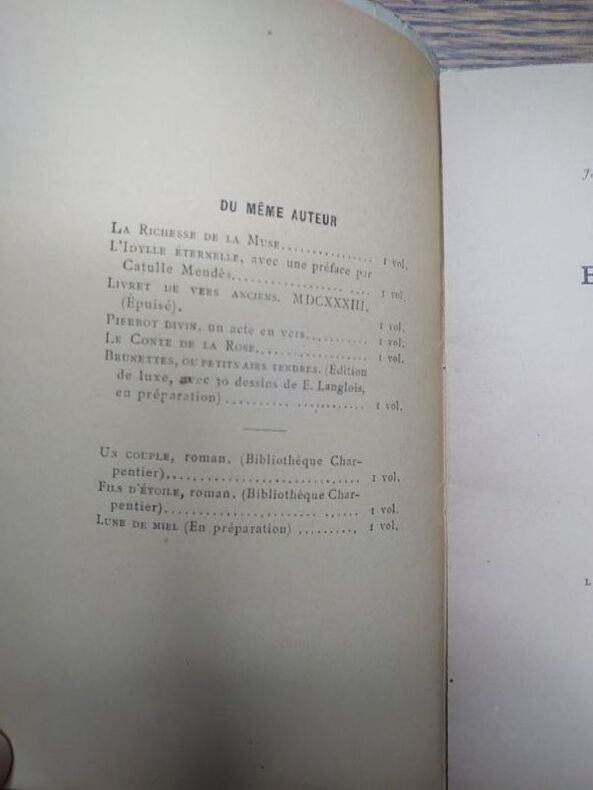 DU MÊME AUTEUR
LA RICHESSE DE LA MUSE............... 1 vol.
L'IDYLLE ÉTERNELLE, avec une préface par
Catulle Mendès........................ 1 vol.
LIVRET DE VERS ANCIENS. MDCXXXIII.
(Épuisé). 1 vol.
PIERROT DIVIN, un acte en vers.......... 1 vol.
LE CONTE DE LA ROSE.................. 1 vol.
BRUNETTES, OU PETITS AIRS TENDRES. (Édition
de luxe, avec 30 dessins de E. Langlois,
en préparation)........................ 1 vol.
UN COUPLE, roman. (Bibliothèque Char-
pentier)................................ 1 vol.
FILS D'ÉTOILE, roman. (Bibliothèque Char-
pentier)................................ 1 vol.
LUNE DE MIEL (En préparation) ......... 1 vol.